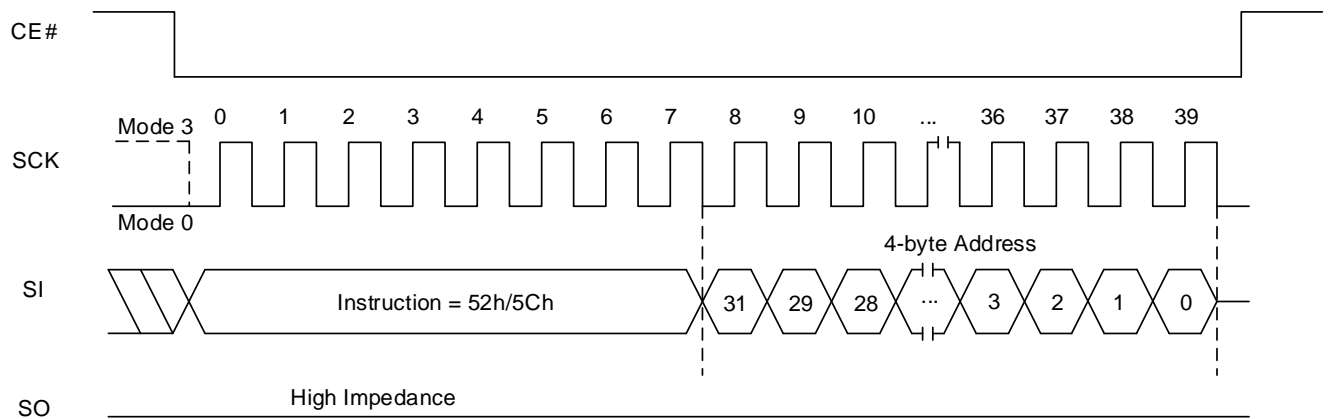 CE#
0 1 2 3 4 5 6 7 8 9 10 ... 36 37 38 39
Mode 3
SCK
Mode 0
4-byte Address
SI
Instruction = 52h/5Ch 31 29 28 ... 3 2 1 0
High Impedance
SO